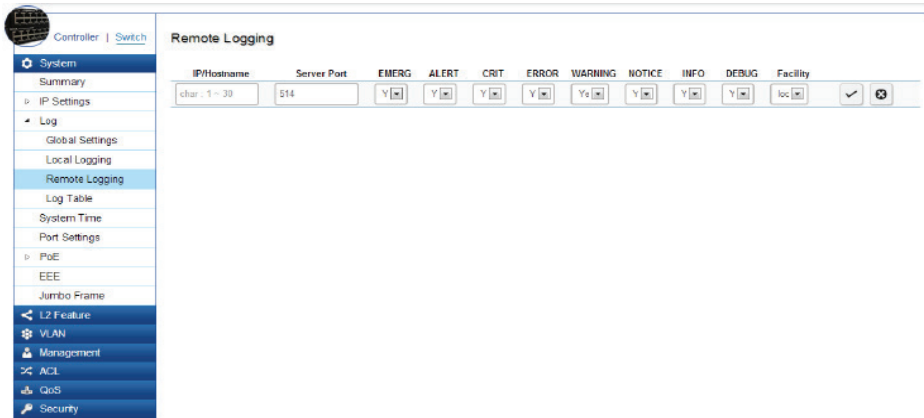 Controller | Switch
Remote Logging
System
Summary
IP Settings
Log
Global Settings
Local Logging
Remote Logging
Log Table
System Time
Port Settings
PoE
EEE
Jumbo Frame
L2 Feature
VLAN
Management
ACL
QoS
Security
IP/Hostname Server Port EMERG ALERT CRIT ERROR WARNING NOTICE INFO DEBUG Facility
char : 1 ~ 30 514 Y Y Y Y Ye Y Y Y loc